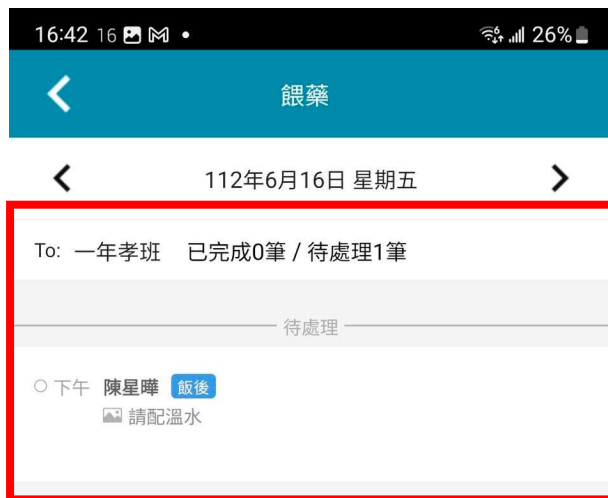 16:42 16 26%
餵藥
112年6月16日 星期五
To: 一年孝班 已完成0筆 / 待處理1筆
待處理
下午 陳星曄 飯後
請配溫水